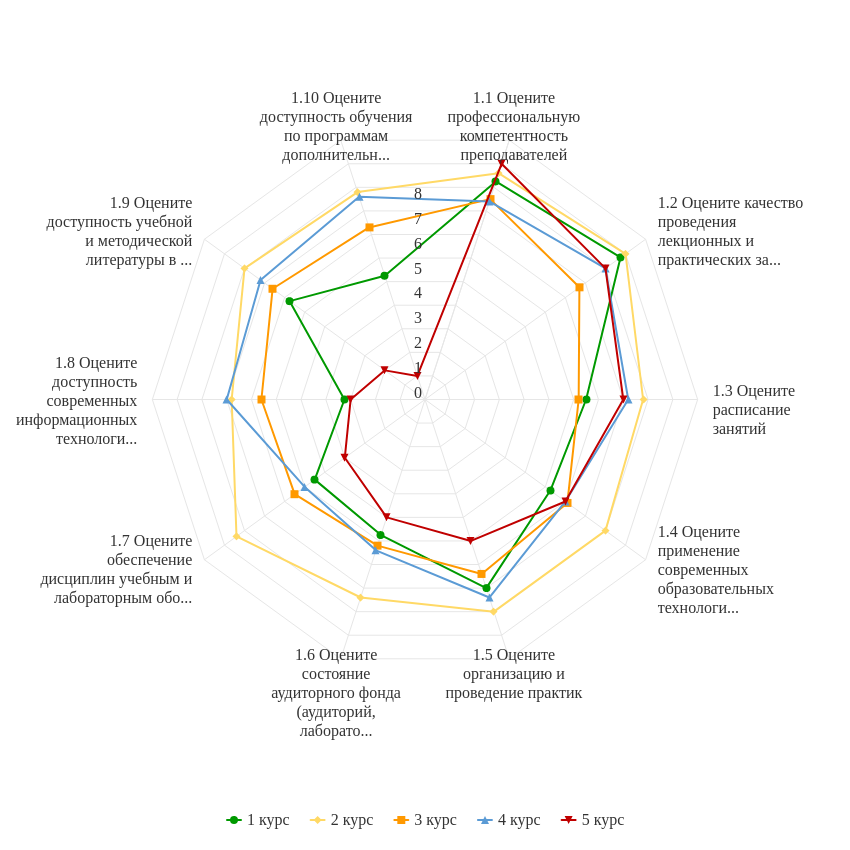 1.10 Оцените
доступность обучения
по программам
дополнительн...
1.1 Оцените
профессиональную
компетентность
преподавателей
1.9 Оцените
доступность учебной
и методической
литературы в ...
1.2 Оцените качество
проведения
лекционных и
практических за...
8
7
6
5
4
3
2
1
0
1.8 Оцените
доступность
современных
информационных
технологи...
1.3 Оцените
расписание
занятий
1.7 Оцените
обеспечение
дисциплин учебным и
лабораторным обо...
1.4 Оцените
применение
современных
образовательных
технологи...
1.6 Оцените
состояние
аудиторного фонда
(аудиторий,
лаборато...
1.5 Оцените
организацию и
проведение практик
1 курс 2 курс 3 курс 4 курс 5 курс